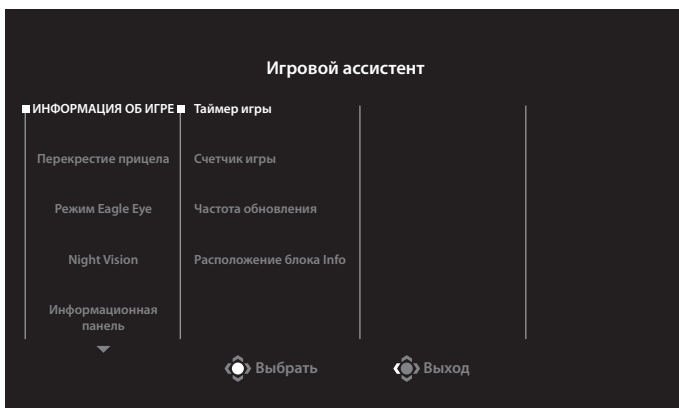 Игровой ассистент
ИНФОРМАЦИЯ ОБ ИГРЕ
Таймер игры
Перекрестие прицела
Счетчик игры
Режим Eagle Eye
Частота обновления
Night Vision
Расположение блока Info
Информационная
панель
Выбрать
Выход